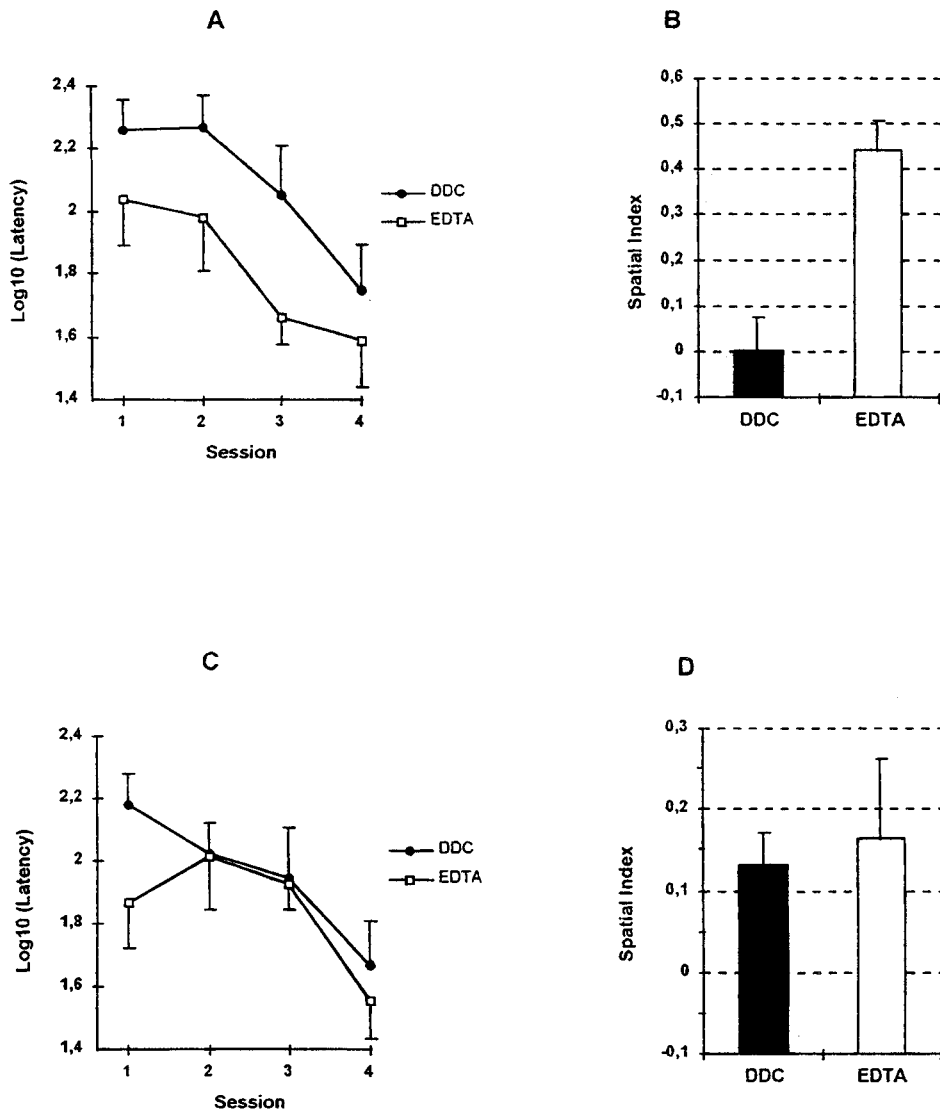 A
2,4
2,2
2
1,8
1,6
1,4
Log10 (Latency)
1 2 3 4
Session
DDC
EDTA
B
0,6
0,5
0,4
0,3
0,2
0,1
0
-0,1
Spatial Index
DDC EDTA
C
2,4
2,2
2
1,8
1,6
1,4
Log10 (Latency)
1 2 3 4
Session
DDC
EDTA
D
0,3
0,2
0,1
0
-0,1
Spatial Index
DDC EDTA